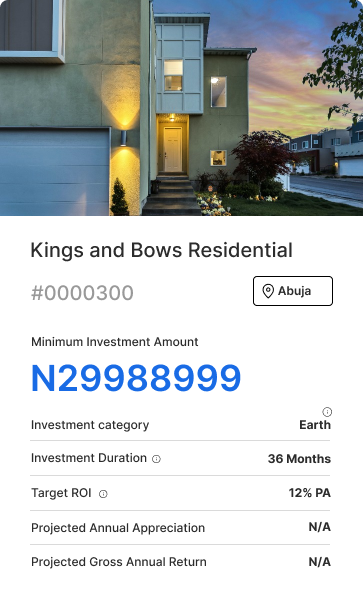 Kings and Bows Residential
#0000300
Abuja
Minimum Investment Amount
N29988999
Investment category
Earth
Investment Duration
36 Months
Target ROI
12% PA
Projected Annual Appreciation
N/A
Projected Gross Annual Return
N/A